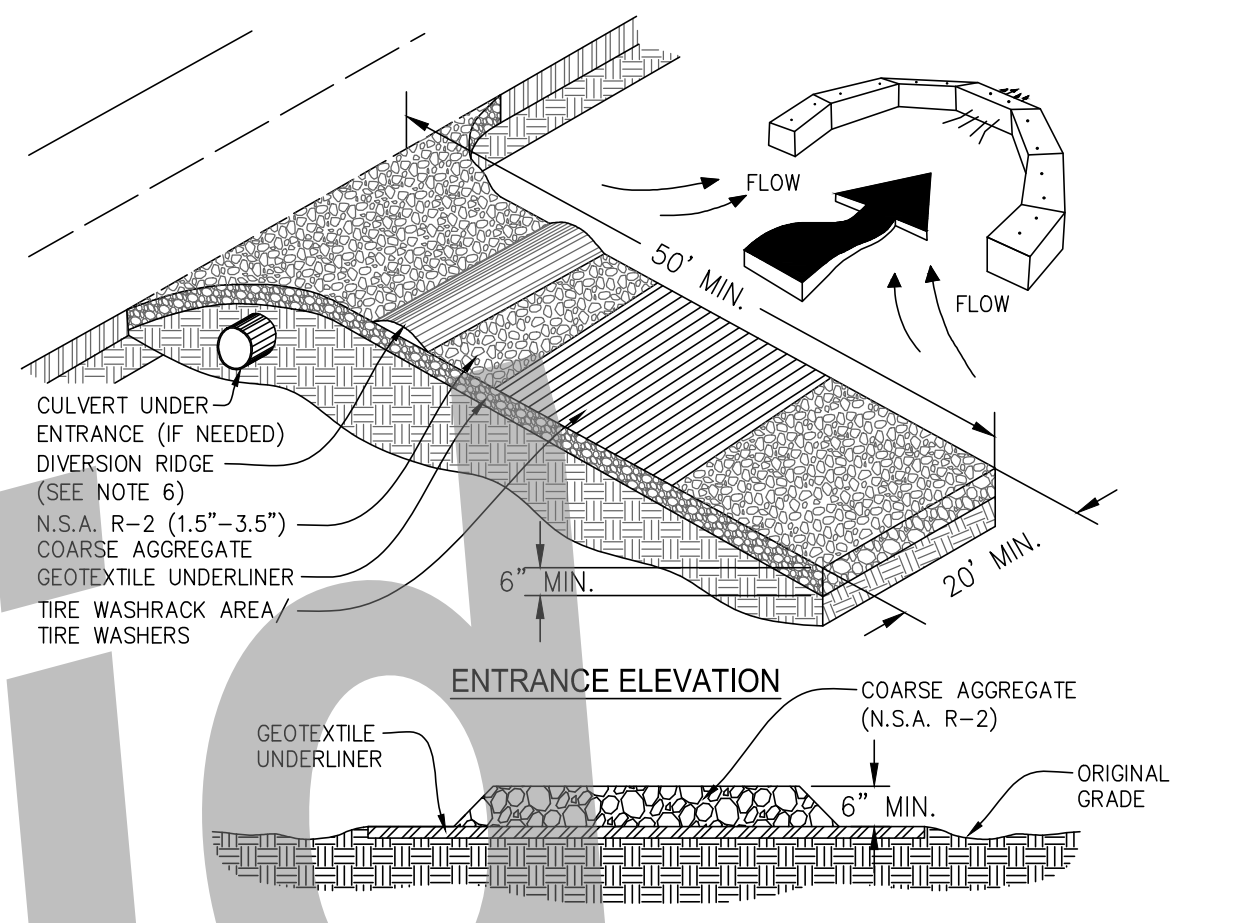 FLOW
50’ MIN.
FLOW
CULVERT UNDER
ENTRANCE (IF NEEDED)
DIVERSION RIDGE
(SEE NOTE 6)
N.S.A. R-2 (1.5”-3.5”)
COARSE AGGREGATE
GEOTEXTILE UNDERLINER
TIRE WASHRACK AREA/
TIRE WASHERS
6” MIN.
20’ MIN.
ENTRANCE ELEVATION
COARSE AGGREGATE
(N.S.A. R-2)
GEOTEXTILE
UNDERLINER
6” MIN.
ORIGINAL
GRADE
id